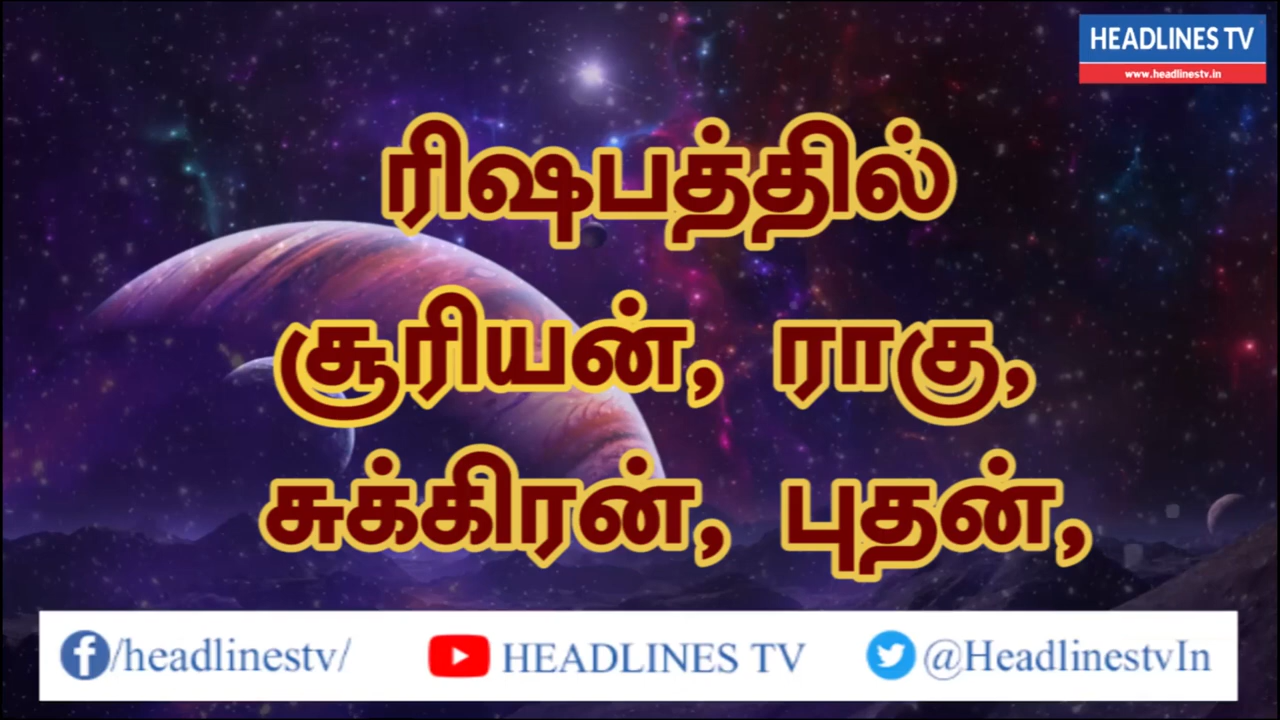 HEADLINES TV
www.headlinestv.in
ரிஷபத்தில்
சூரியன், ராகு,
சுக்கிரன், புதன்,
/headlinestv/ HEADLINES TV @HeadlinestvIn